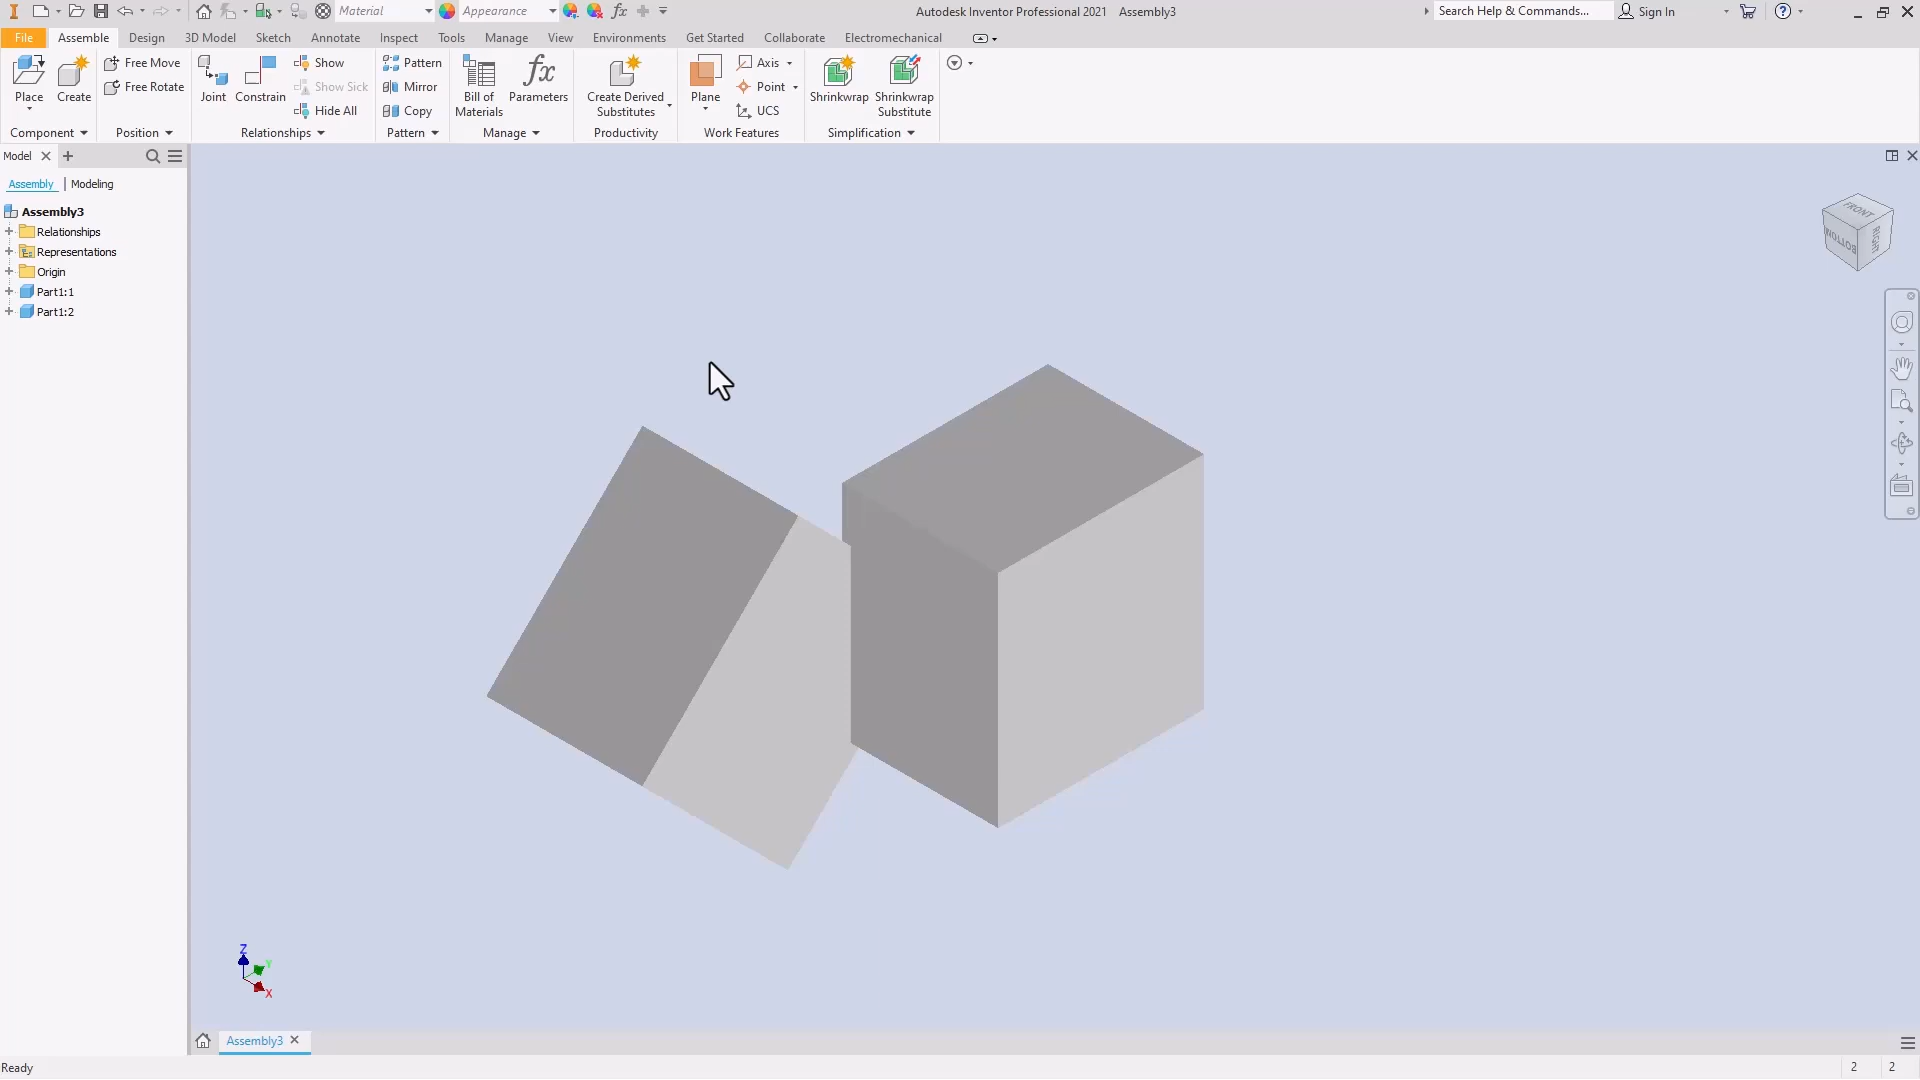 Material
Appearance
fx
Autodesk Inventor Professional 2021 Assembly3
Search Help & Commands...
Sign In
File
Assemble
Design
3D Model
Sketch
Annotate
Inspect
Tools
Manage
View
Environments
Get Started
Collaborate
Electromechanical
Place
Create
Free Move
Free Rotate
Joint
Constrain
Show
Show Sick
Hide All
Pattern
Mirror
Copy
Bill of
Materials
fx
Parameters
Create Derived
Substitutes
Plane
Axis
Point
UCS
Shrinkwrap
Shrinkwrap
Substitute
Component
Position
Relationships
Pattern
Manage
Productivity
Work Features
Simplification
Model
Assembly | Modeling
Assembly3
Relationships
Representations
Origin
Part1:1
Part1:2
FRONT
BOTTOM
RIGHT
Z
Y
X
Assembly3
Ready
2 2